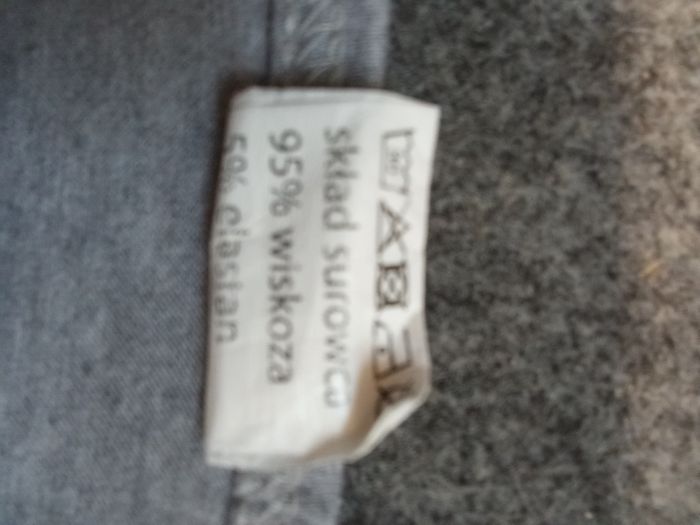 skład surowca
95% wiskoza
5% elastan